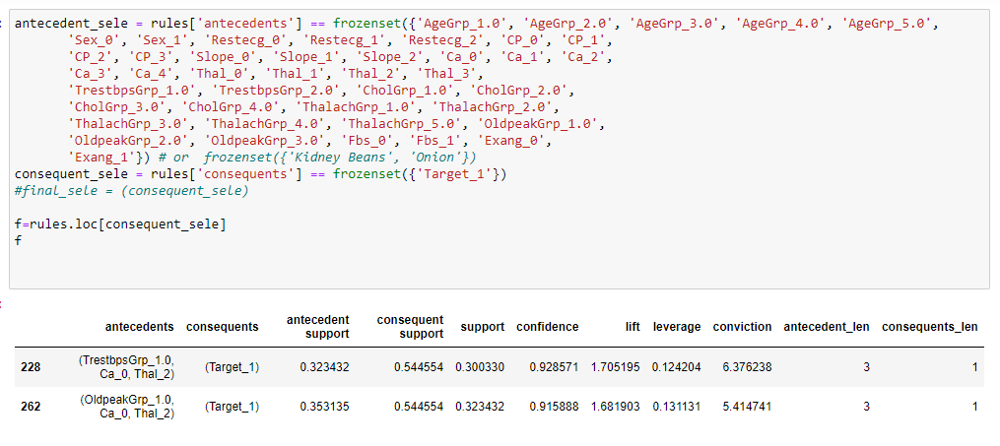 antecedent_sele = rules['antecedents'] == frozenset({'AgeGrp_1.0', 'AgeGrp_2.0', 'AgeGrp_3.0', 'AgeGrp_4.0', 'AgeGrp_5.0',
'Sex_0', 'Sex_1', 'Restecg_0', 'Restecg_1', 'Restecg_2', 'CP_0', 'CP_1',
'CP_2', 'CP_3', 'Slope_0', 'Slope_1', 'Slope_2', 'Ca_0', 'Ca_1', 'Ca_2',
'Ca_3', 'Ca_4', 'Thal_0', 'Thal_1', 'Thal_2', 'Thal_3',
'TrestbpsGrp_1.0', 'TrestbpsGrp_2.0', 'CholGrp_1.0', 'CholGrp_2.0',
'CholGrp_3.0', 'CholGrp_4.0', 'ThalachGrp_1.0', 'ThalachGrp_2.0',
'ThalachGrp_3.0', 'ThalachGrp_4.0', 'ThalachGrp_5.0', 'OldpeakGrp_1.0',
'OldpeakGrp_2.0', 'OldpeakGrp_3.0', 'Fbs_0', 'Fbs_1', 'Exang_0',
'Exang_1'}) # or  frozenset({'Kidney Beans', 'Onion'})
consequent_sele = rules['consequents'] == frozenset({'Target_1'})
#final_sele = (consequent_sele)
f=rules.loc[consequent_sele]
f
antecedents consequents antecedent support consequent support support confidence lift leverage conviction antecedent_len consequents_len
228 (TrestbpsGrp_1.0, Ca_0, Thal_2) (Target_1) 0.323432 0.544554 0.300330 0.928571 1.705195 0.124204 6.376238 3 1
262 (OldpeakGrp_1.0, Ca_0, Thal_2) (Target_1) 0.353135 0.544554 0.323432 0.915888 1.681903 0.131131 5.414741 3 1